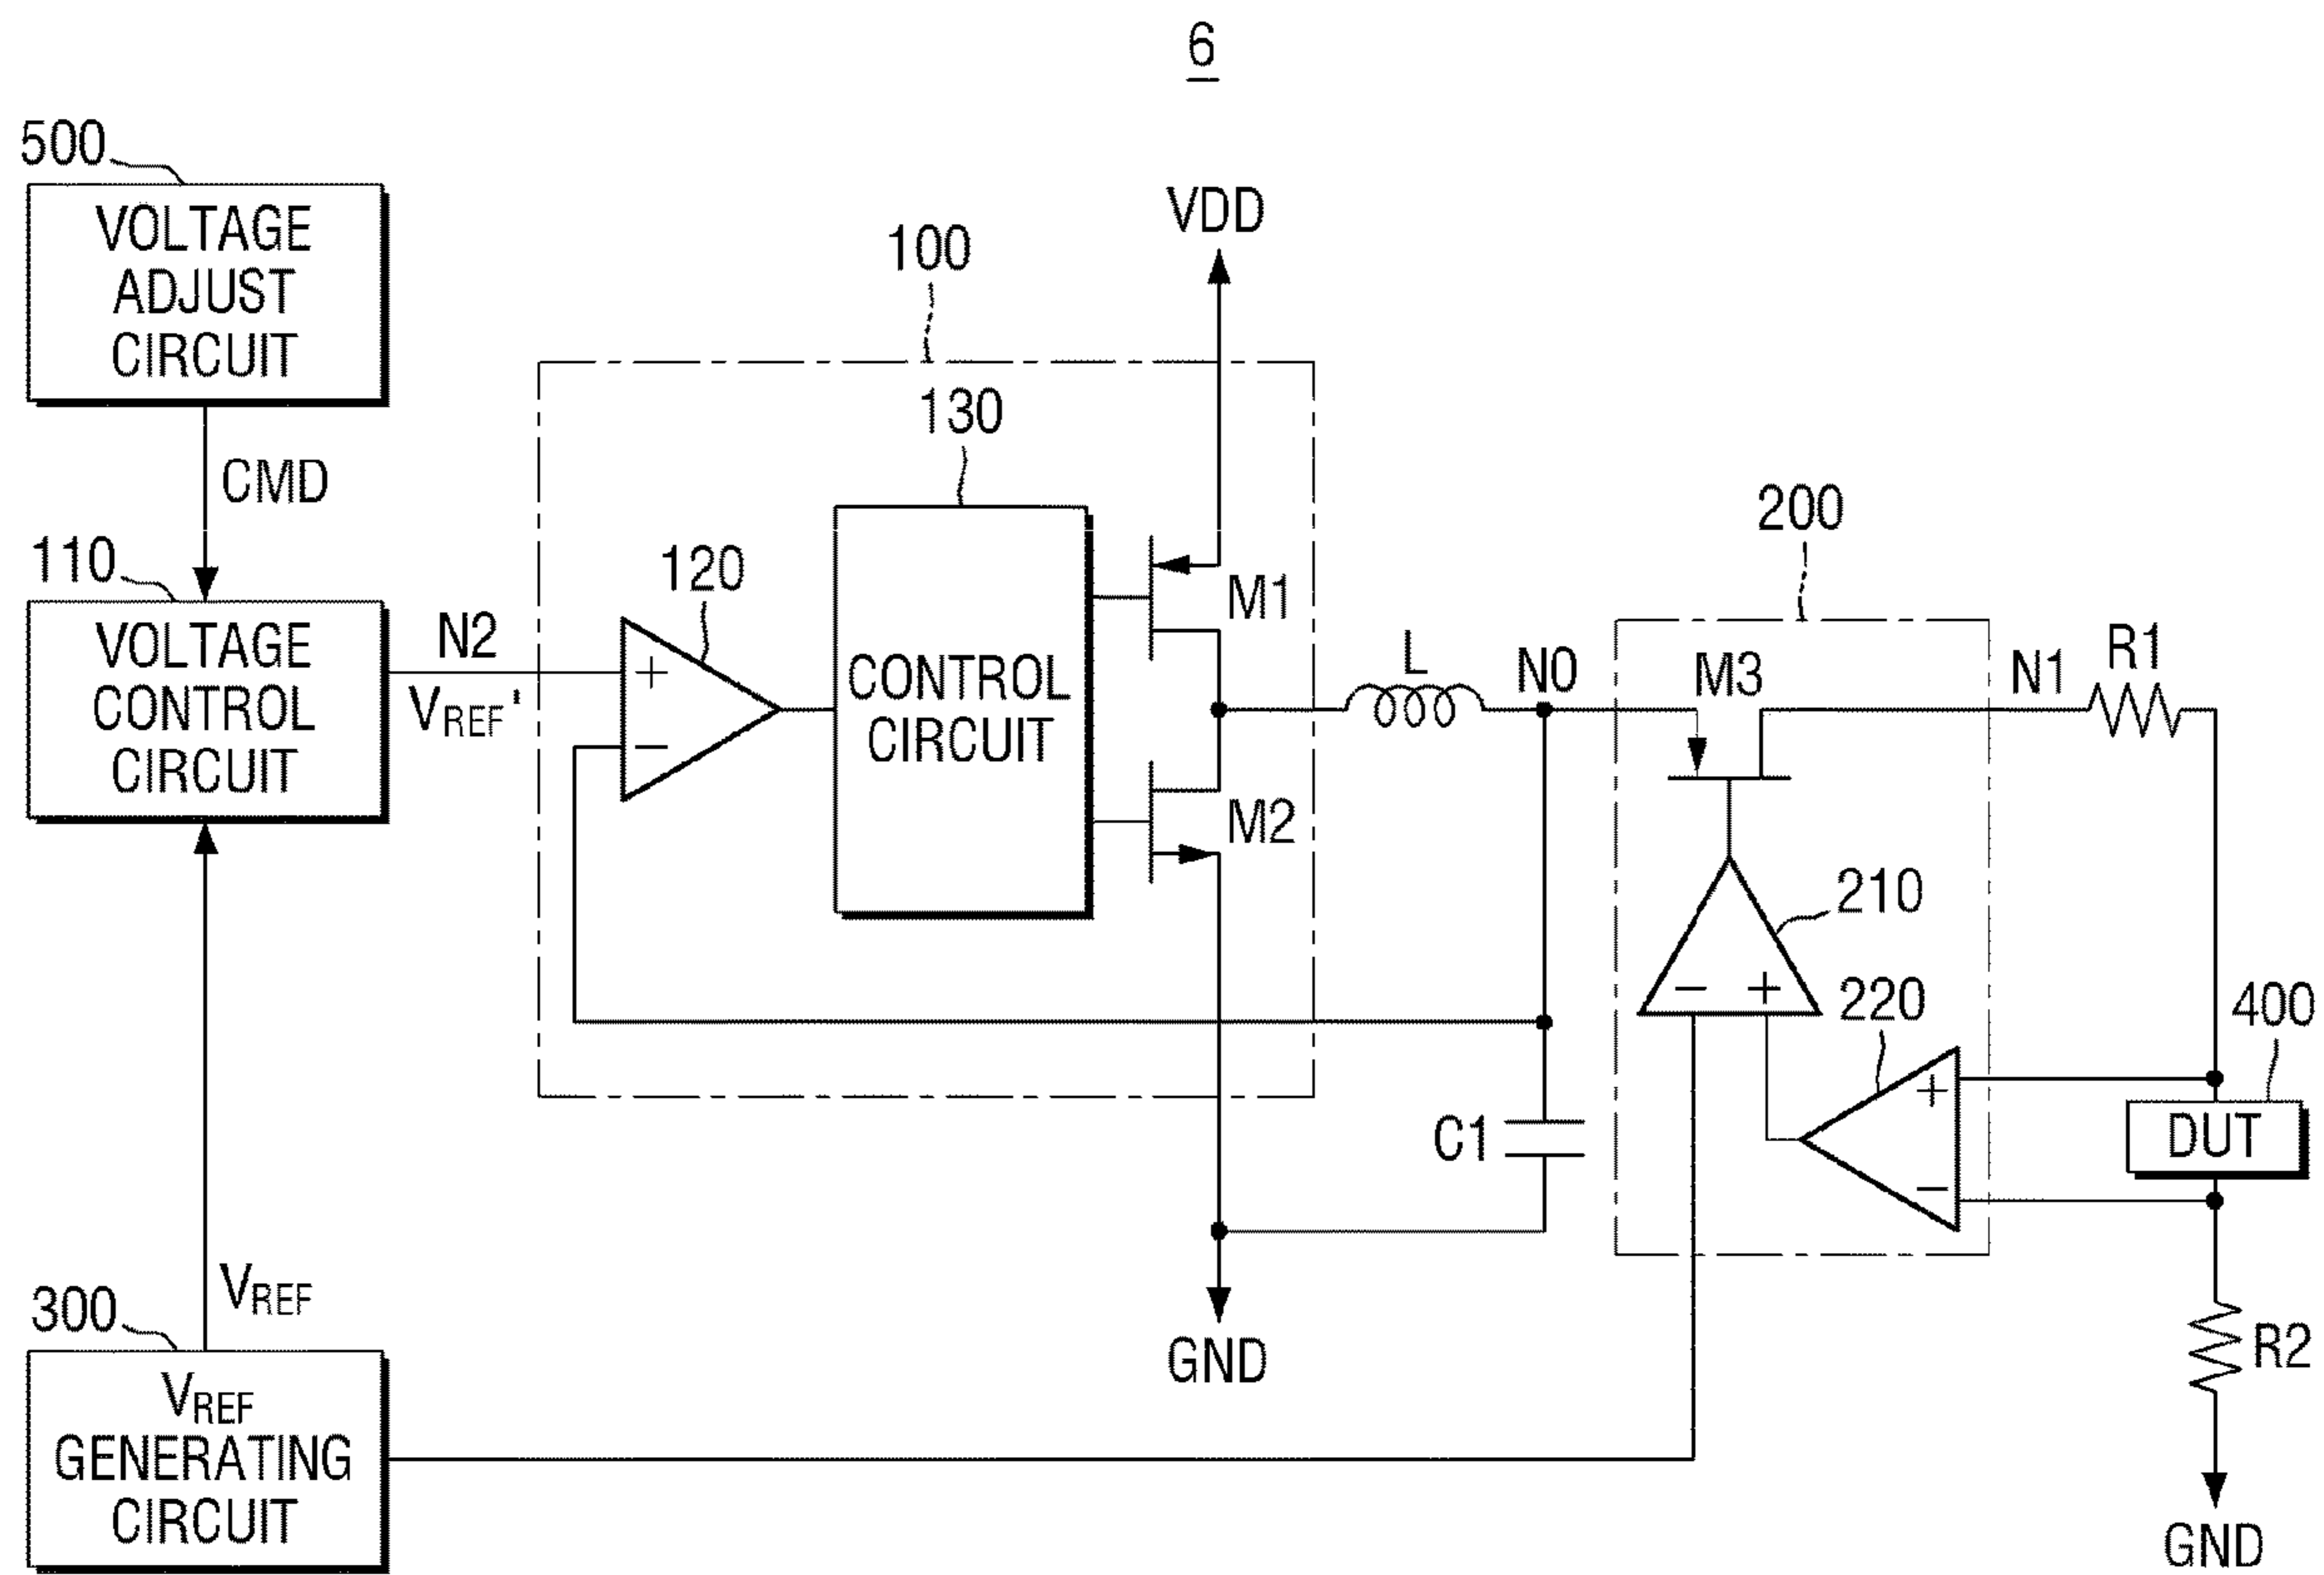 6
500
VOLTAGE
ADJUST
CIRCUIT
CMD
110
VOLTAGE
CONTROL
CIRCUIT
N2
VREF'
100
VDD
130
120
+
−
CONTROL
CIRCUIT
M1
M2
L
N0
200
M3
N1
R1
210
− +
220
+
−
400
DUT
C1
GND
R2
GND
VREF
300
VREF
GENERATING
CIRCUIT